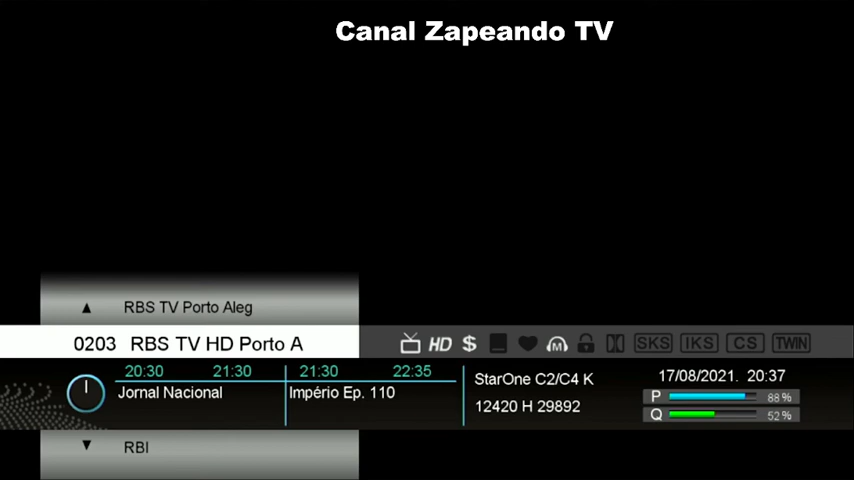 Canal Zapeando TV
RBS TV Porto Aleg
0203 RBS TV HD Porto A
HD $ M SKS IKS CS TWIN
20:30 21:30 21:30 22:35
Jornal Nacional Império Ep. 110
StarOne C2/C4 K
12420 H 29892
17/08/2021. 20:37
P 88%
Q 52%
RBI